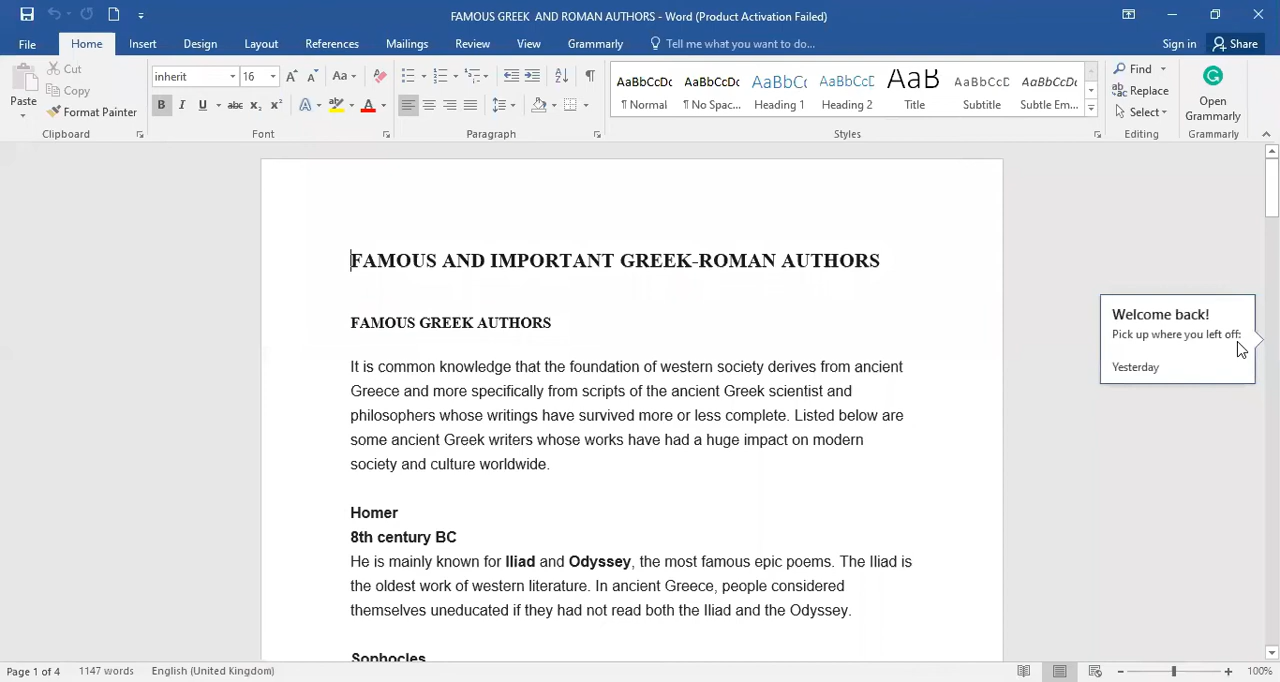 FAMOUS GREEK  AND ROMAN AUTHORS - Word (Product Activation Failed)
File Home Insert Design Layout References Mailings Review View Grammarly Tell me what you want to do... Sign in Share
Cut
Copy
Format Painter
Paste
Clipboard
inherit 16
Aa
B I U abc x₂ x² A A
Font
Paragraph
AaBbCcDc AaBbCcDc AaBbCc AaBbCcD AaB AaBbCcD AaBbCcDc
¶ Normal ¶ No Spac... Heading 1 Heading 2 Title Subtitle Subtle Em...
Styles
Find
Replace
Select
Editing
Open
Grammarly
Grammarly
FAMOUS AND IMPORTANT GREEK-ROMAN AUTHORS
FAMOUS GREEK AUTHORS
It is common knowledge that the foundation of western society derives from ancient
Greece and more specifically from scripts of the ancient Greek scientist and
philosophers whose writings have survived more or less complete. Listed below are
some ancient Greek writers whose works have had a huge impact on modern
society and culture worldwide.
Homer
8th century BC
He is mainly known for Iliad and Odyssey, the most famous epic poems. The Iliad is
the oldest work of western literature. In ancient Greece, people considered
themselves uneducated if they had not read both the Iliad and the Odyssey.
Sophocles
Welcome back!
Pick up where you left off:
Yesterday
Page 1 of 4 1147 words English (United Kingdom) 100%